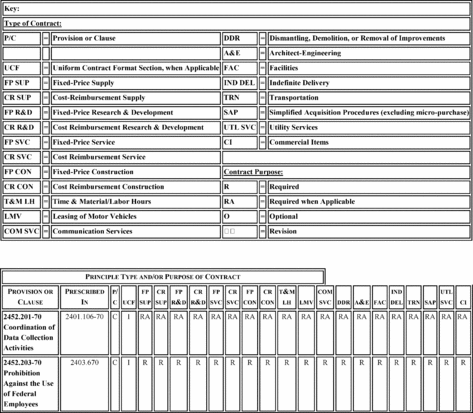 Key:
Type of Contract:
P/C = Provision or Clause DDR = Dismantling, Demolition, or Removal of Improvements
A&E = Architect-Engineering
UCF = Uniform Contract Format Section, when Applicable FAC = Facilities
FP SUP = Fixed-Price Supply IND DEL = Indefinite Delivery
CR SUP = Cost-Reimbursement Supply TRN = Transportation
FP R&D = Fixed-Price Research & Development SAP = Simplified Acquisition Procedures (excluding micro-purchase)
CR R&D = Cost Reimbursement Research & Development UTL SVC = Utility Services
FP SVC = Fixed-Price Service CI = Commercial Items
CR SVC = Cost Reimbursement Service
FP CON = Fixed-Price Construction Contract Purpose:
CR CON = Cost Reimbursement Construction R = Required
T&M LH = Time & Material/Labor Hours RA = Required when Applicable
LMV = Leasing of Motor Vehicles O = Optional
COM SVC = Communication Services □□ = Revision
PRINCIPLE TYPE AND/OR PURPOSE OF CONTRACT
PROVISION OR CLAUSE PRESCRIBED IN P/C UCF FP SUP CR SUP FP R&D CR R&D FP SVC CR SVC FP CON CR CON T&M LH COM SVC DDR A&E FAC IND DEL TRN SAP UTL SVC CI
2452.201-70 2401.106-70 C I RA RA RA RA RA RA RA RA RA RA RA RA RA RA RA RA RA RA
Coordination of
Data Collection
Activities
2452.203-70 2403.670 C I R R R R R R R R R R R R R R R R R R
Prohibition
Against the Use
of Federal
Employees